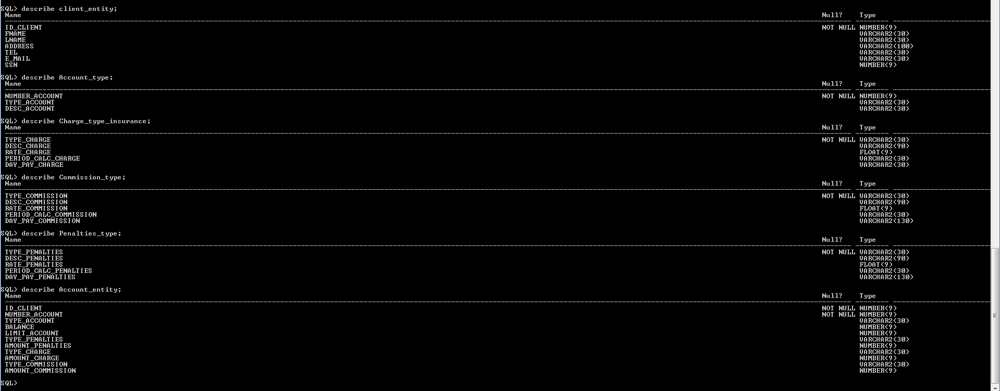 SQL> describe client_entity;
Name Null? Type
ID_CLIENT NOT NULL NUMBER(9)
FNAME VARCHAR2(30)
LNAME VARCHAR2(30)
ADDRESS VARCHAR2(100)
TEL VARCHAR2(30)
E_MAIL VARCHAR2(30)
SSN NUMBER(9)
SQL> describe Account_type;
Name Null? Type
NUMBER_ACCOUNT NOT NULL NUMBER(9)
TYPE_ACCOUNT VARCHAR2(30)
DESC_ACCOUNT VARCHAR2(30)
SQL> describe Charge_type_insurance;
Name Null? Type
TYPE_CHARGE NOT NULL VARCHAR2(30)
DESC_CHARGE VARCHAR2(90)
RATE_CHARGE FLOAT(9)
PERIOD_CALC_CHARGE VARCHAR2(30)
DAY_PAY_CHARGE VARCHAR2(30)
SQL> describe Commission_type;
Name Null? Type
TYPE_COMMISSION NOT NULL VARCHAR2(30)
DESC_COMMISSION VARCHAR2(90)
RATE_COMMISSION FLOAT(9)
PERIOD_CALC_COMMISSION VARCHAR2(30)
DAY_PAY_COMMISSION VARCHAR2(130)
SQL> describe Penalties_type;
Name Null? Type
TYPE_PENALTIES NOT NULL VARCHAR2(30)
DESC_PENALTIES VARCHAR2(90)
RATE_PENALTIES FLOAT(9)
PERIOD_CALC_PENALTIES VARCHAR2(30)
DAY_PAY_PENALTIES VARCHAR2(130)
SQL> describe Account_entity;
Name Null? Type
ID_CLIENT NOT NULL NUMBER(9)
NUMBER_ACCOUNT NOT NULL NUMBER(9)
TYPE_ACCOUNT VARCHAR2(30)
BALANCE NUMBER(9)
LIMIT_ACCOUNT NUMBER(9)
TYPE_PENALTIES VARCHAR2(30)
AMOUNT_PENALTIES NUMBER(9)
TYPE_CHARGE VARCHAR2(30)
AMOUNT_CHARGE NUMBER(9)
TYPE_COMMISSION VARCHAR2(30)
AMOUNT_COMMISSION NUMBER(9)
SQL>